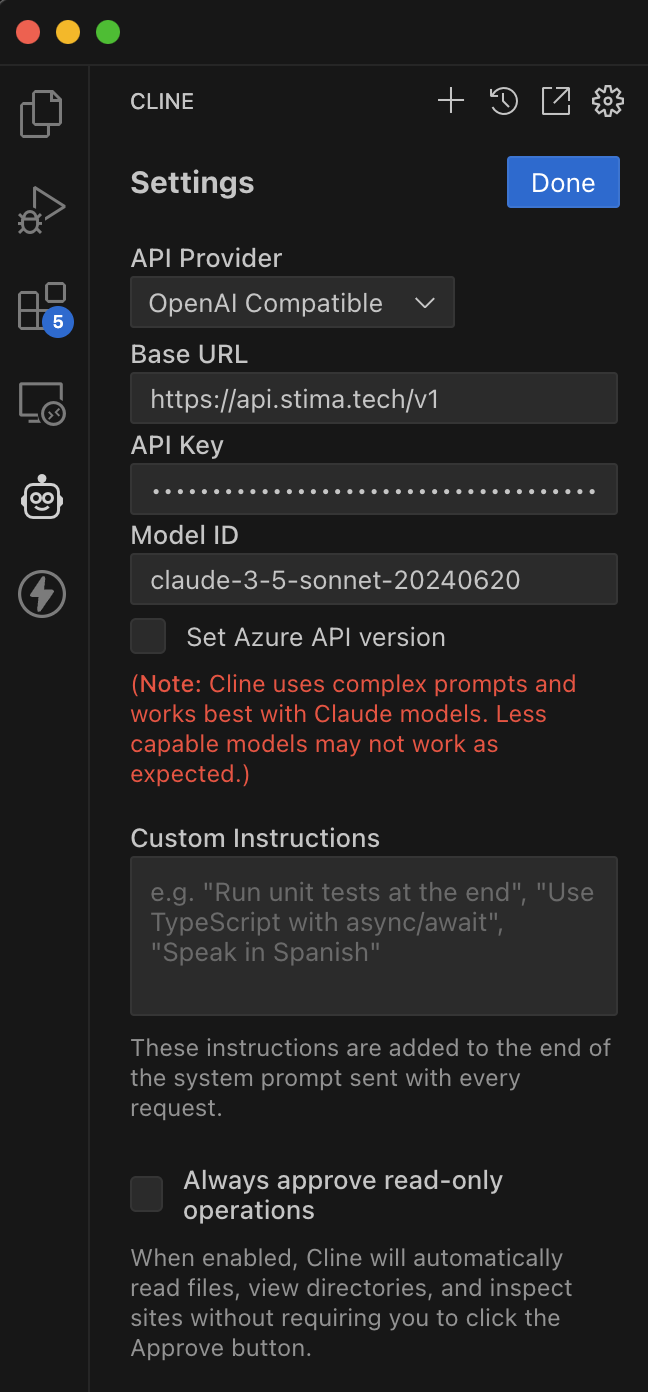 CLINE
Settings
Done
API Provider
OpenAI Compatible
Base URL
https://api.stima.tech/v1
API Key
•••••••••••••••••••••••••••••••••••••
Model ID
claude-3-5-sonnet-20240620
Set Azure API version
(Note: Cline uses complex prompts and
works best with Claude models. Less
capable models may not work as
expected.)
Custom Instructions
e.g. "Run unit tests at the end", "Use
TypeScript with async/await",
"Speak in Spanish"
These instructions are added to the end of
the system prompt sent with every
request.
Always approve read-only
operations
When enabled, Cline will automatically
read files, view directories, and inspect
sites without requiring you to click the
Approve button.
5